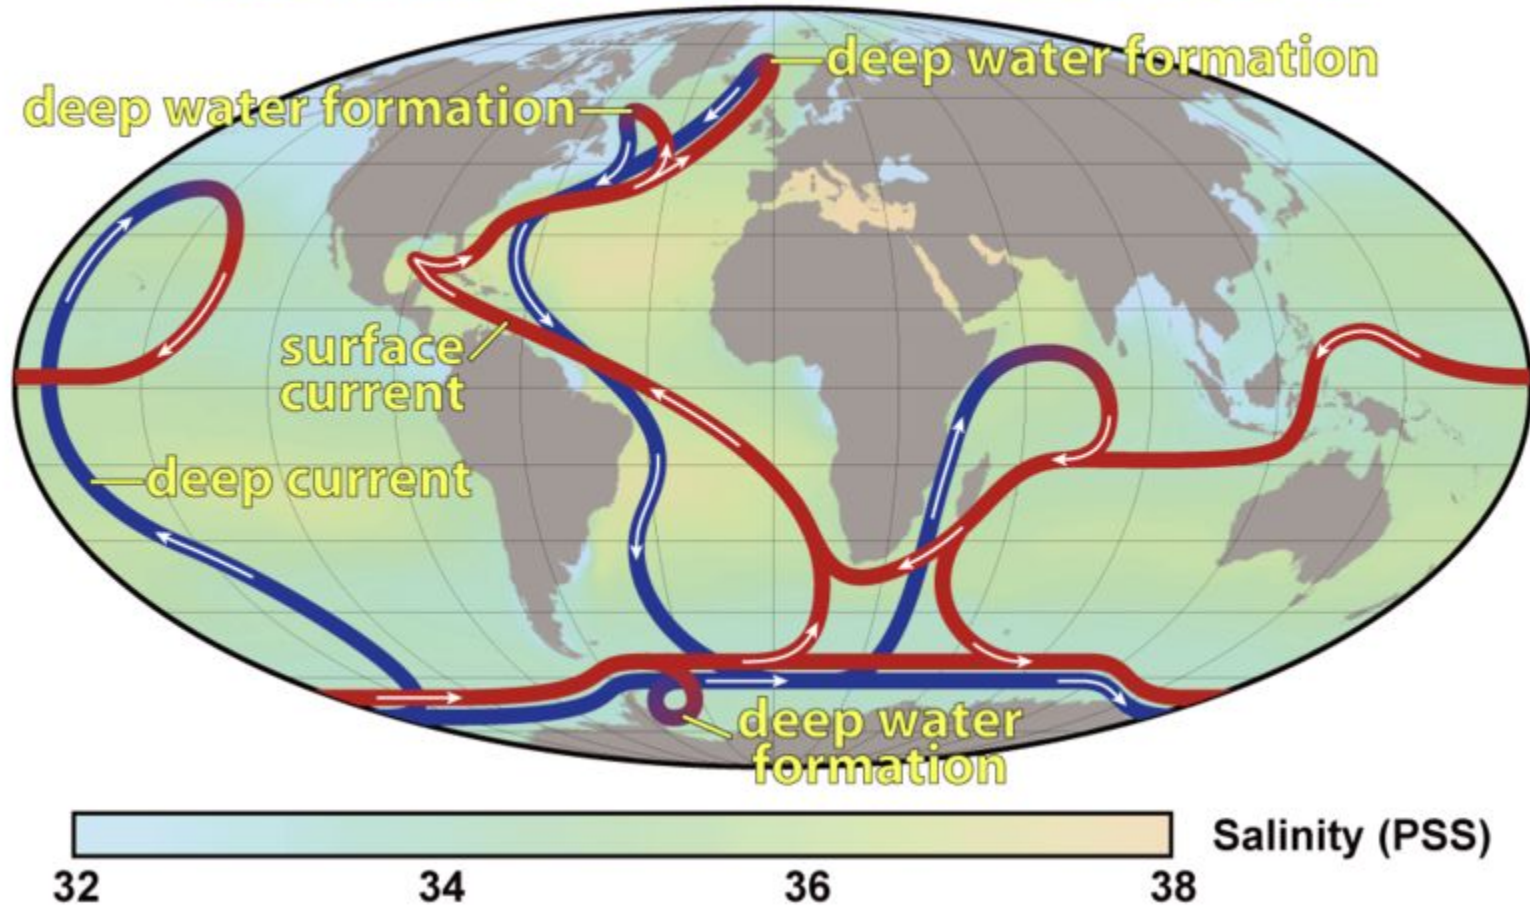 deep water formation
deep water formation
surface
current
deep current
deep water
formation
Salinity (PSS)
32 34 36 38